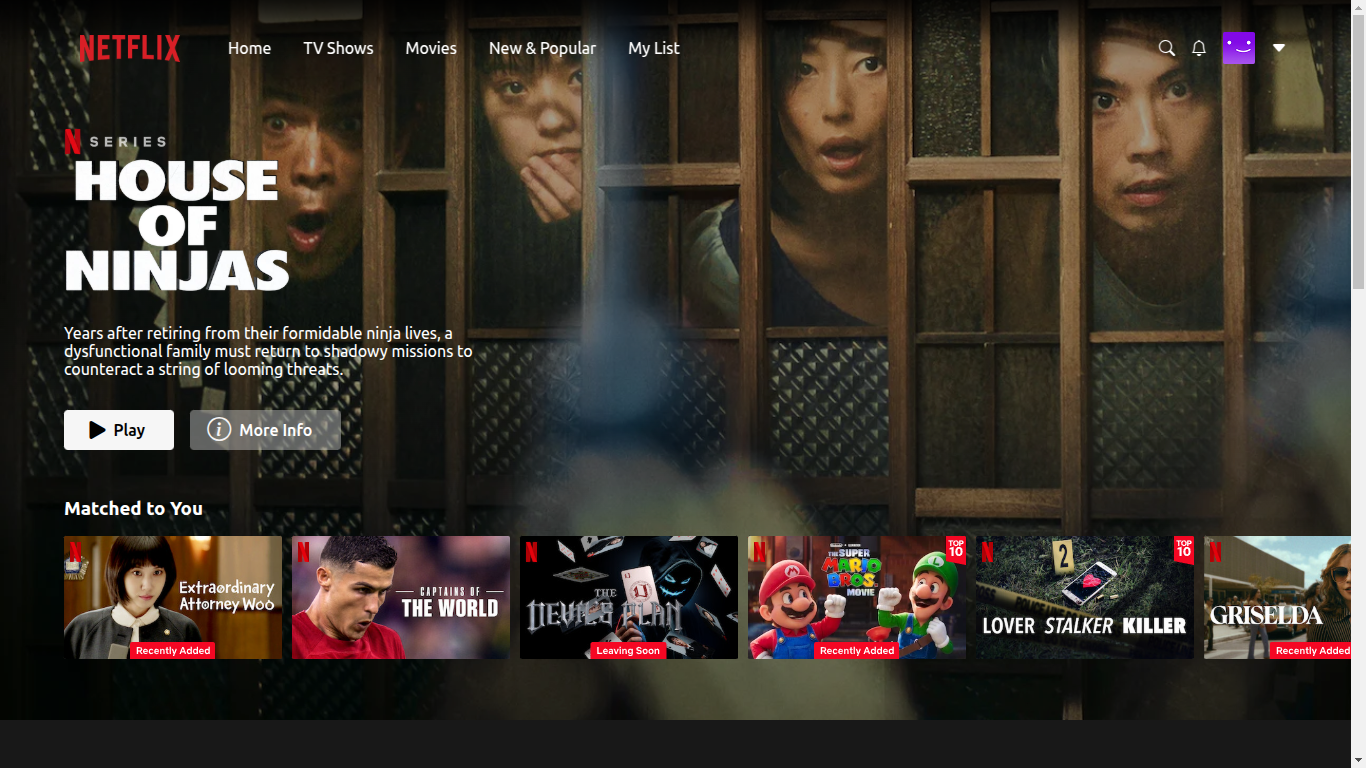 NETFLIX
Home
TV Shows
Movies
New & Popular
My List
N SERIES
HOUSE
OF
NINJAS
Years after retiring from their formidable ninja lives, a
dysfunctional family must return to shadowy missions to
counteract a string of looming threats.
Play
i More Info
Matched to You
N
Extraordinary
Attorney Woo
Recently Added
N
CAPTAINS OF
THE WORLD
N
THE
DEVIL'S PLAN
Leaving Soon
N
TOP
10
THE SUPER
MARIO
BROS.
MOVIE
Recently Added
N
TOP
10
2
LOVER STALKER KILLER
N
GRISELDA
Recently Added